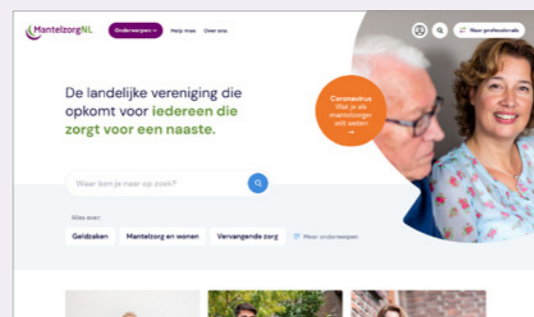 MantelzorgNL
Onderwerpen
Help mee
Over ons
Naar professionals
De landelijke vereniging die
opkomt voor iedereen die
zorgt voor een naaste.
Coronavirus
Wat je als
mantelzorger
wilt weten
→
Waar ben je naar op zoek?
Alles over:
Geldzaken
Mantelzorg en wonen
Vervangende zorg
Meer onderwerpen